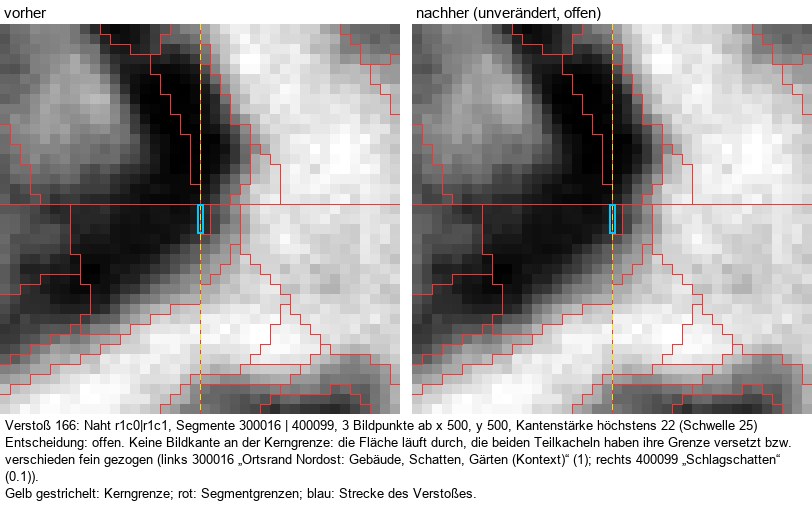 vorher
nachher (unverändert, offen)
Verstoß 166: Naht r1c0|r1c1, Segmente 300016 | 400099, 3 Bildpunkte ab x 500, y 500, Kantenstärke höchstens 22 (Schwelle 25)
Entscheidung: offen. Keine Bildkante an der Kerngrenze: die Fläche läuft durch, die beiden Teilkacheln haben ihre Grenze versetzt bzw.
verschieden fein gezogen (links 300016 „Ortsrand Nordost: Gebäude, Schatten, Gärten (Kontext)“ (1); rechts 400099 „Schlagschatten“
(0.1)).
Gelb gestrichelt: Kerngrenze; rot: Segmentgrenzen; blau: Strecke des Verstoßes.